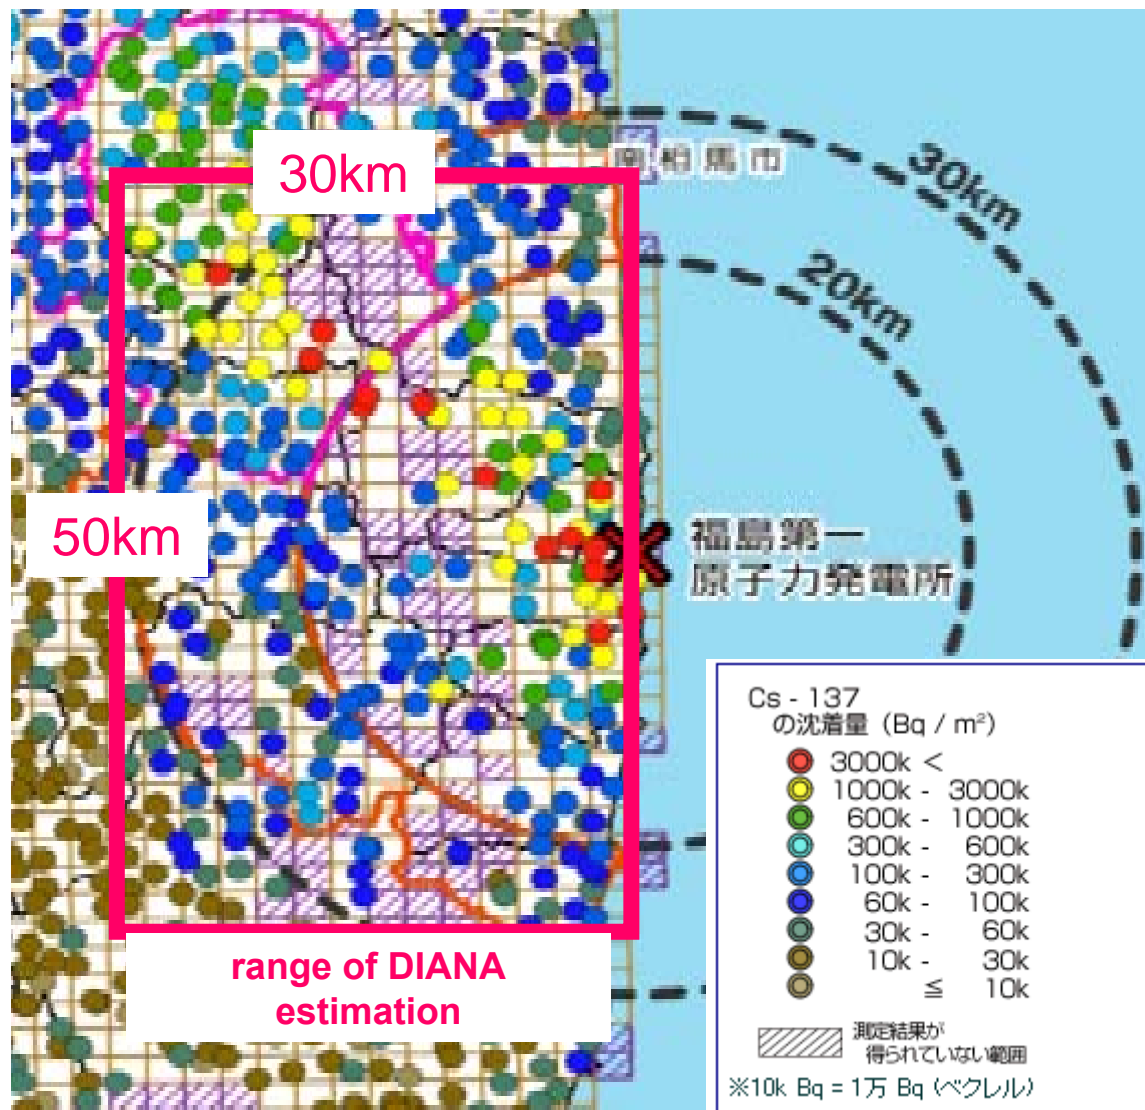 南相馬市
30km
30km
20km
50km
福島第一
原子力発電所
range of DIANA
estimation
Cs - 137
の沈着量 (Bq / m²)
3000k <
1000k - 3000k
600k - 1000k
300k - 600k
100k - 300k
60k - 100k
30k - 60k
10k - 30k
≦ 10k
測定結果が
得られていない範囲
※10k Bq = 1万 Bq (ベクレル)